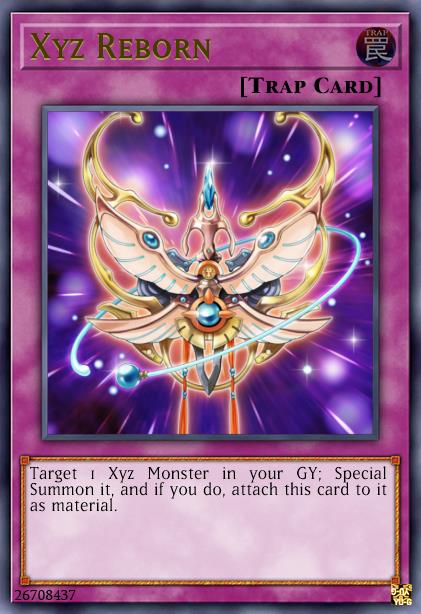 Xyz Reborn
TRAP
罠
[Trap Card]
Target 1 Xyz Monster in your GY; Special
Summon it, and if you do, attach this card to it
as material.
26708437